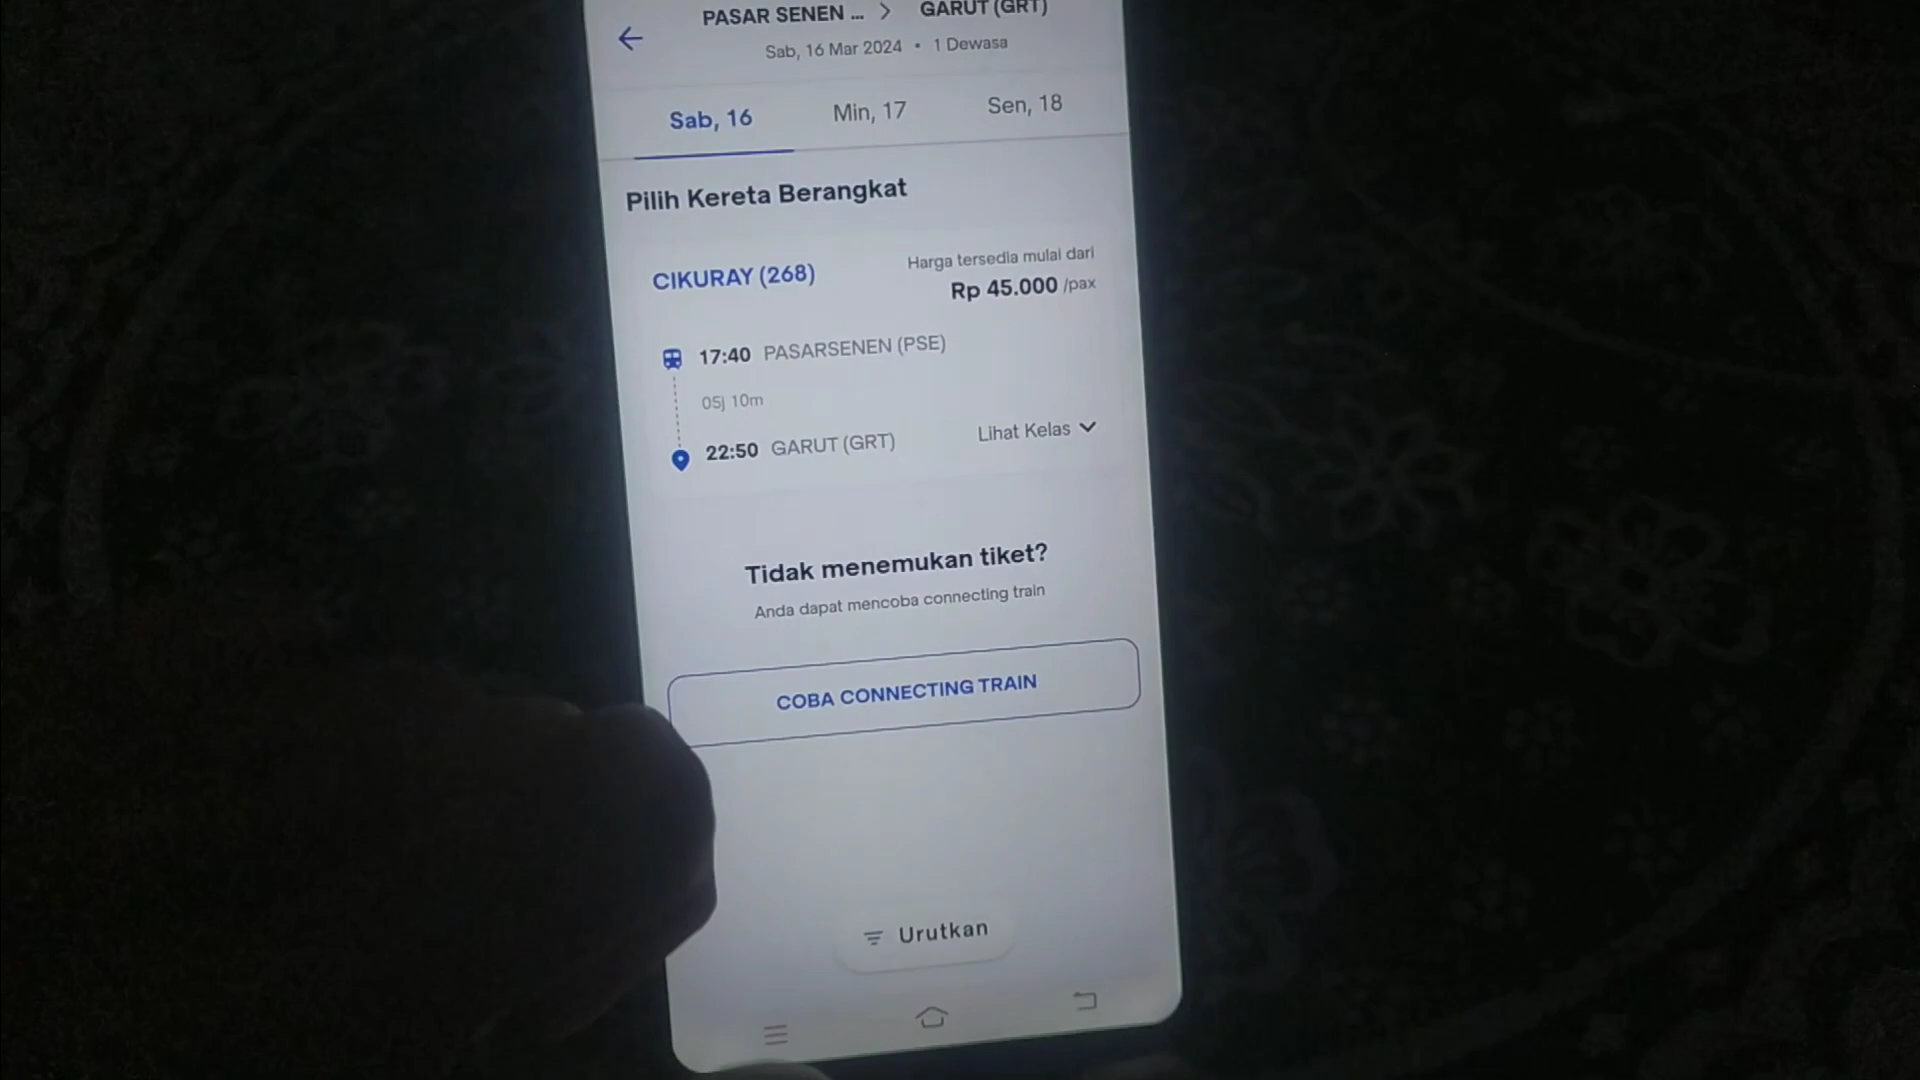 PASAR SENEN ... > GARUT (GRT)
Sab, 16 Mar 2024 • 1 Dewasa
Sab, 16 Min, 17 Sen, 18
Pilih Kereta Berangkat
CIKURAY (268)
Harga tersedia mulai dari
Rp 45.000 /pax
17:40 PASARSENEN (PSE)
05j 10m
22:50 GARUT (GRT)
Lihat Kelas
Tidak menemukan tiket?
Anda dapat mencoba connecting train
COBA CONNECTING TRAIN
Urutkan